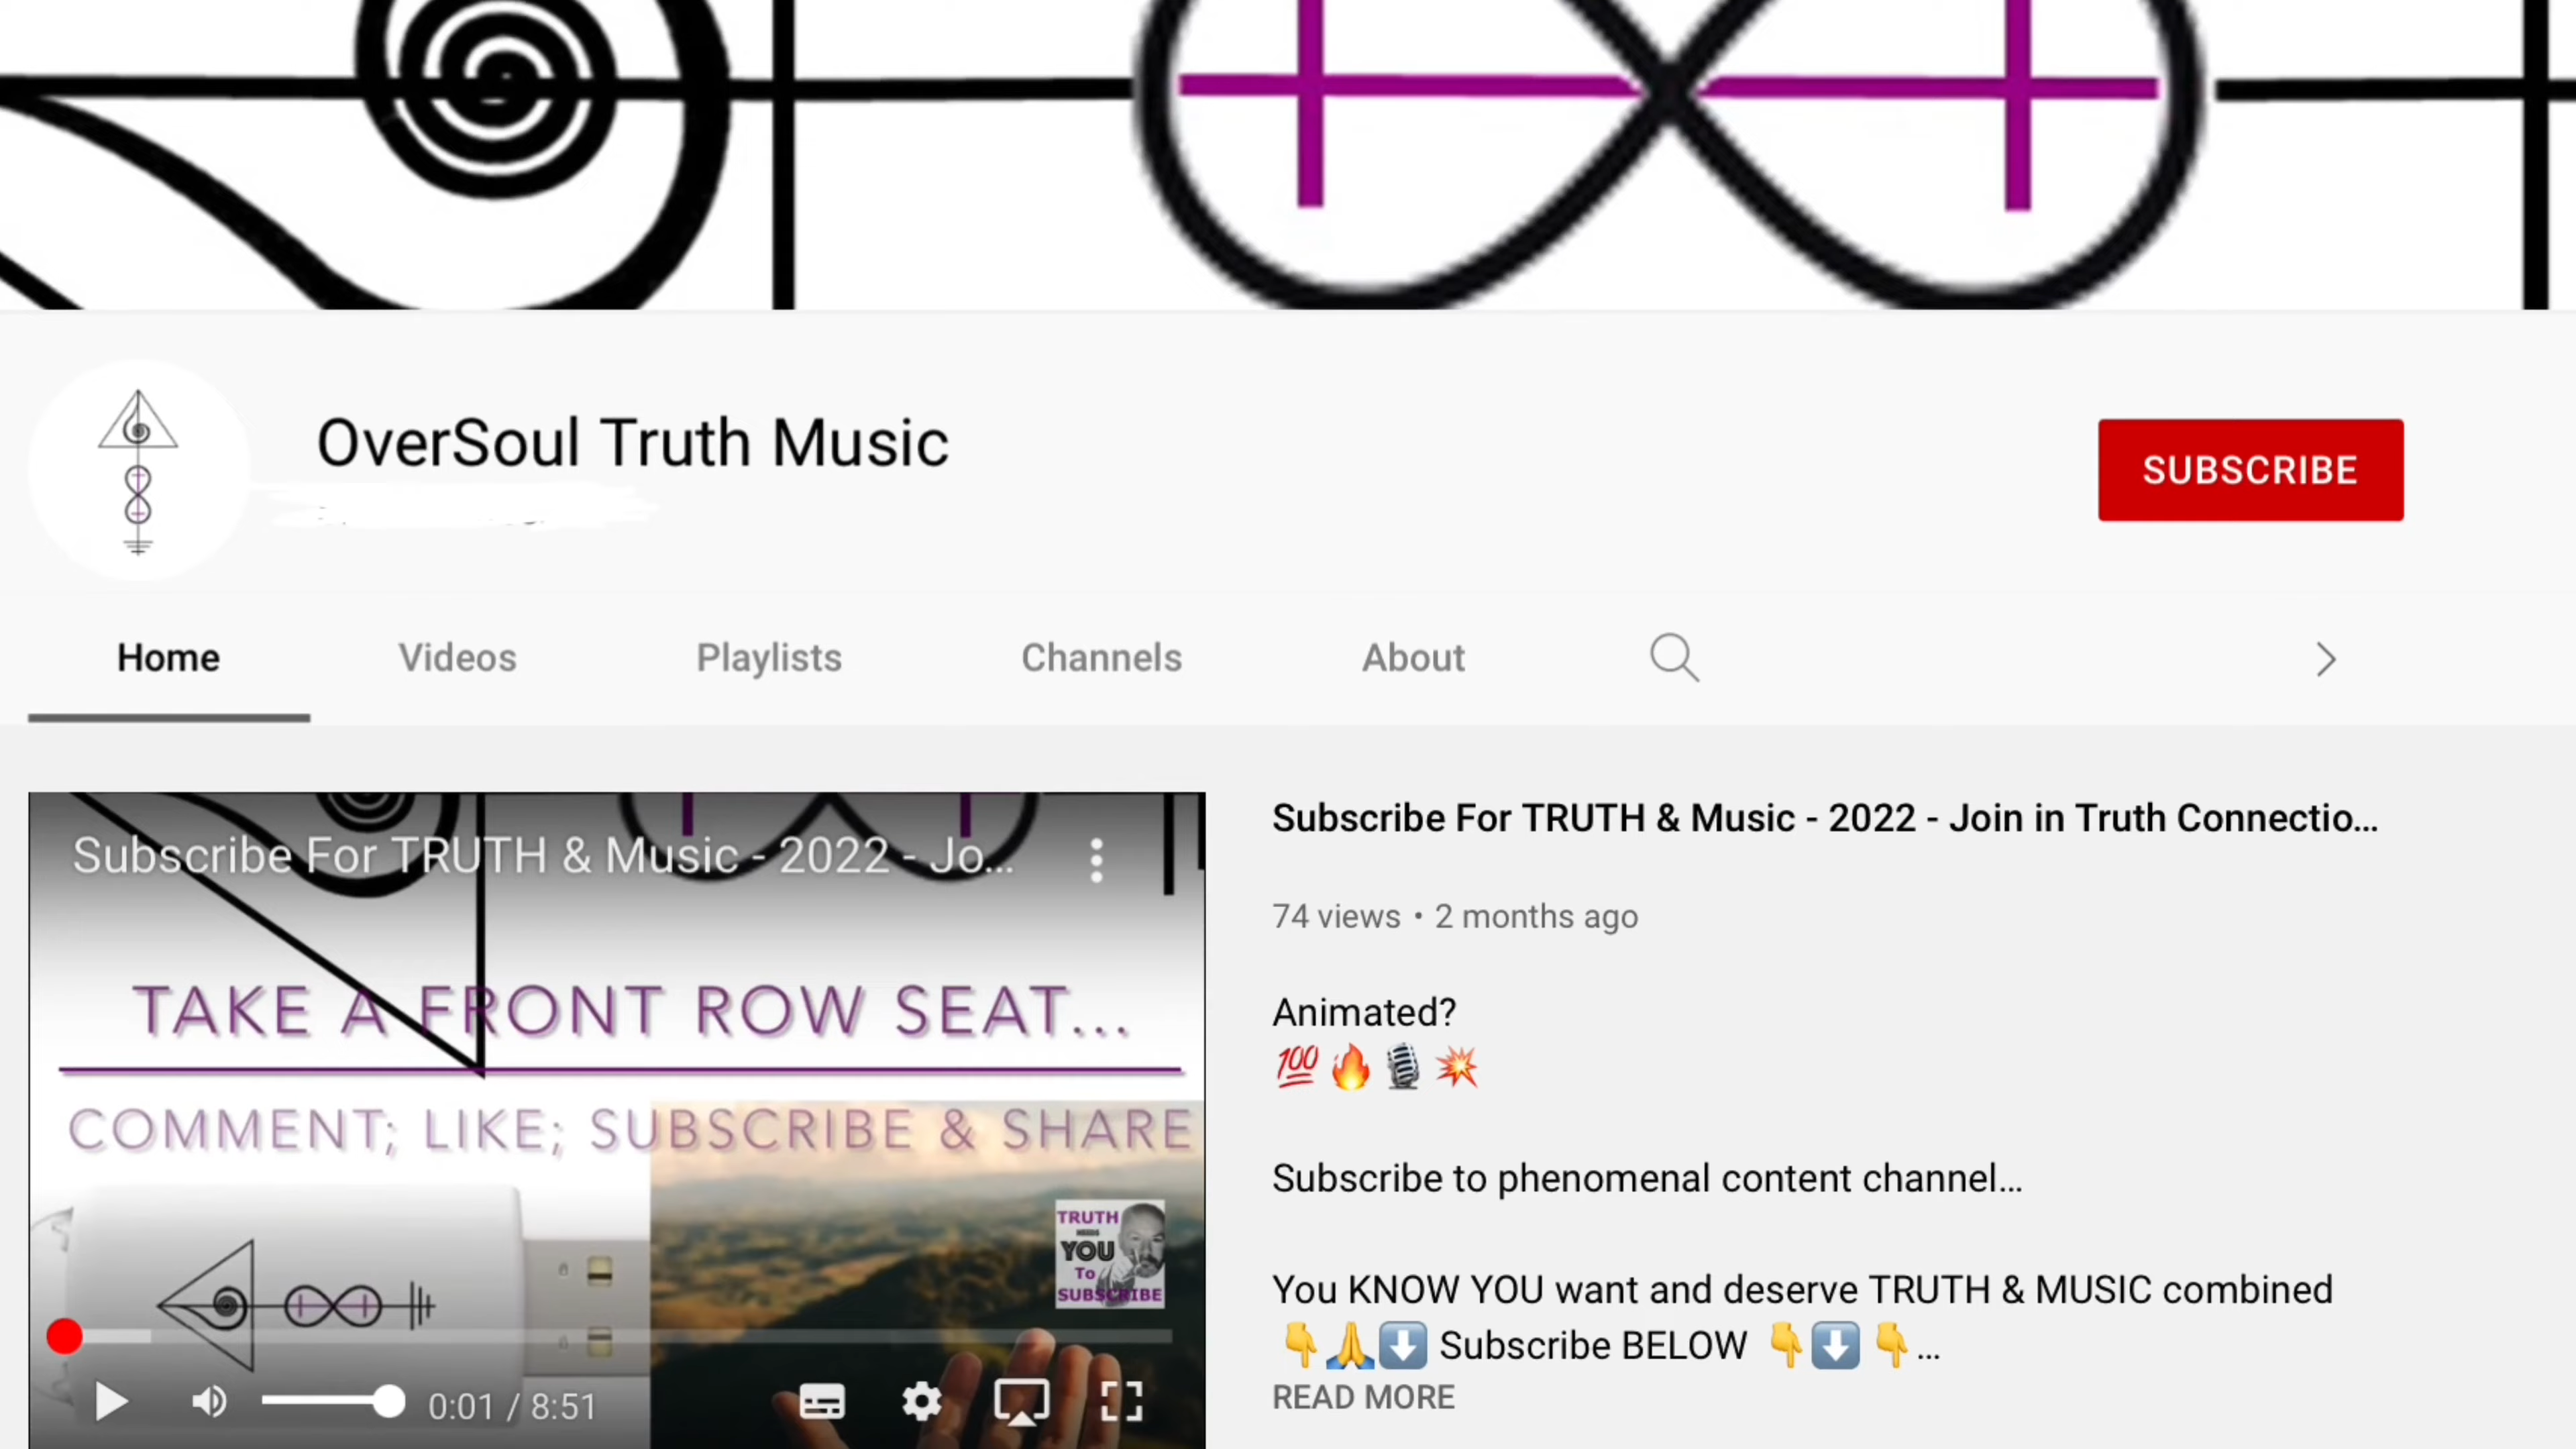 OverSoul Truth Music
SUBSCRIBE
Home Videos Playlists Channels About
Subscribe For TRUTH & Music - 2022 - Jo...
TAKE A FRONT ROW SEAT...
COMMENT; LIKE; SUBSCRIBE & SHARE
TRUTH
NEEDS
YOU
To
SUBSCRIBE
0:01 / 8:51
Subscribe For TRUTH & Music - 2022 - Join in Truth Connectio...
74 views • 2 months ago
Animated?
💯🔥🎙️💥
Subscribe to phenomenal content channel...
You KNOW YOU want and deserve TRUTH & MUSIC combined
👇🙏⬇️ Subscribe BELOW 👇⬇️👇...
READ MORE